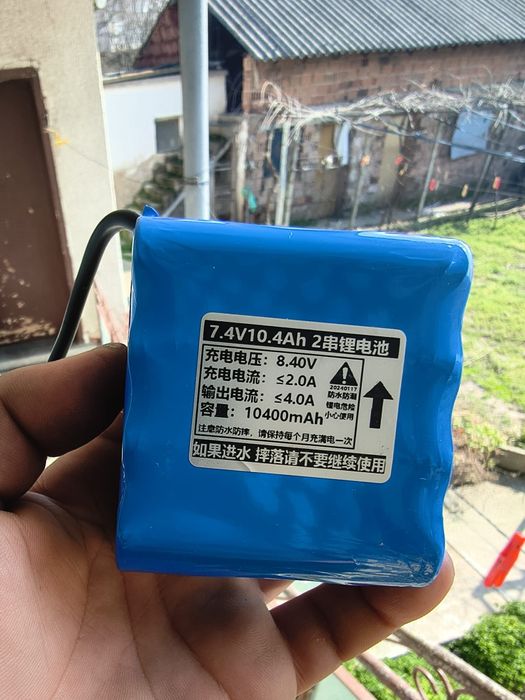 7.4V10.4Ah 2串锂电池
充电电压：8.40V
充电电流：≤2.0A
输出电流：≤4.0A
容量：10400mAh
20240117
防水防潮
锂电危险
小心使用
注意防水防摔，请保持每个月充满电一次
如果进水 摔落请不要继续使用